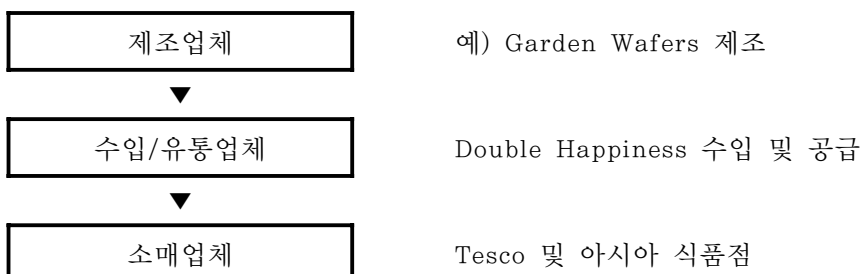 제조업체 예) Garden Wafers 제조
▼
수입/유통업체 Double Happiness 수입 및 공급
▼
소매업체 Tesco 및 아시아 식품점